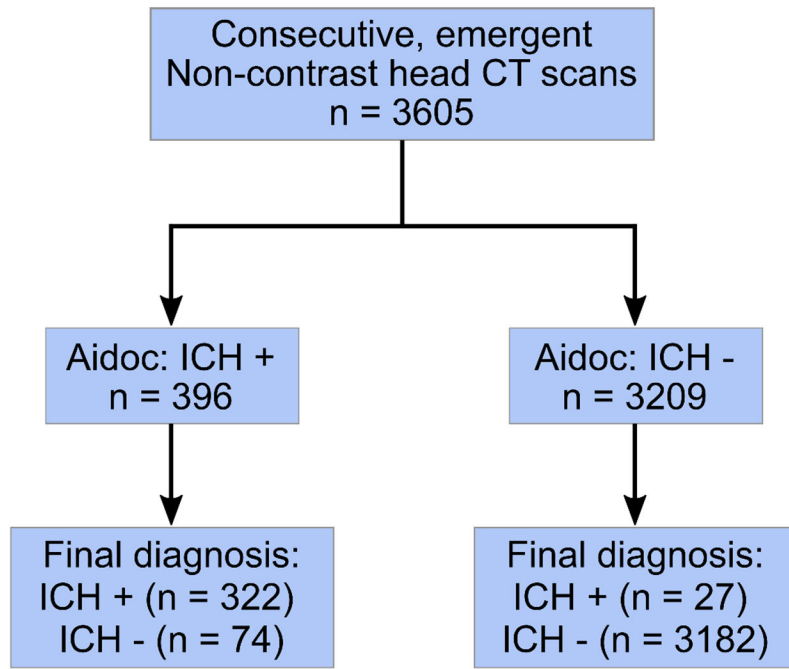 Consecutive, emergent
Non-contrast head CT scans
n = 3605
Aidoc: ICH +
n = 396
Aidoc: ICH -
n = 3209
Final diagnosis:
ICH + (n = 322)
ICH - (n = 74)
Final diagnosis:
ICH + (n = 27)
ICH - (n = 3182)